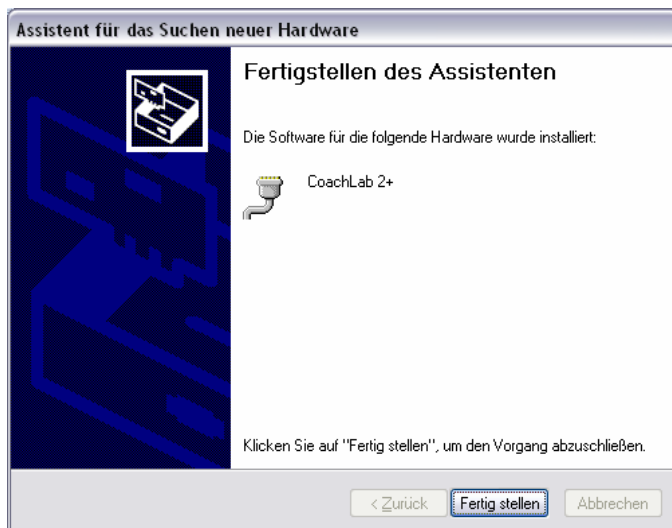 Assistent für das Suchen neuer Hardware
Fertigstellen des Assistenten
Die Software für die folgende Hardware wurde installiert:
CoachLab 2+
Klicken Sie auf "Fertig stellen", um den Vorgang abzuschließen.
< Zurück Fertig stellen Abbrechen